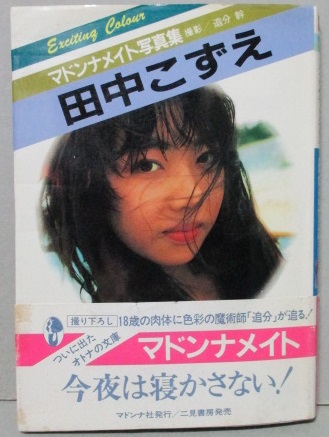 Exciting Colour
マドンナメイト写真集 撮影/追分 幹
田中こずえ
撮り下ろし 18歳の肉体に色彩の魔術師「追分」が迫る!
ついに出た
オトナの文庫
マドンナメイト
今夜は寝かさない!
マドンナ社発行/二見書房発売